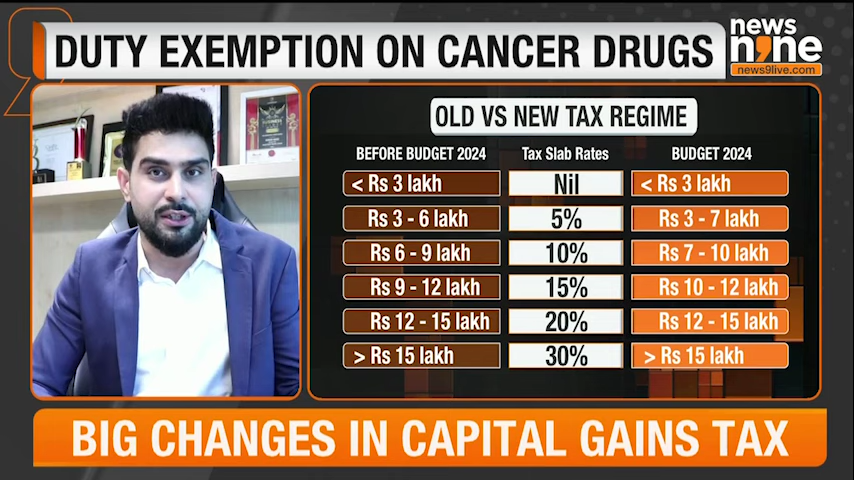 DUTY EXEMPTION ON CANCER DRUGS
news
n9ne
news9live.com
OLD VS NEW TAX REGIME
BEFORE BUDGET 2024 Tax Slab Rates BUDGET 2024
< Rs 3 lakh Nil < Rs 3 lakh
Rs 3 - 6 lakh 5% Rs 3 - 7 lakh
Rs 6 - 9 lakh 10% Rs 7 - 10 lakh
Rs 9 - 12 lakh 15% Rs 10 - 12 lakh
Rs 12 - 15 lakh 20% Rs 12 - 15 lakh
> Rs 15 lakh 30% > Rs 15 lakh
BIG CHANGES IN CAPITAL GAINS TAX